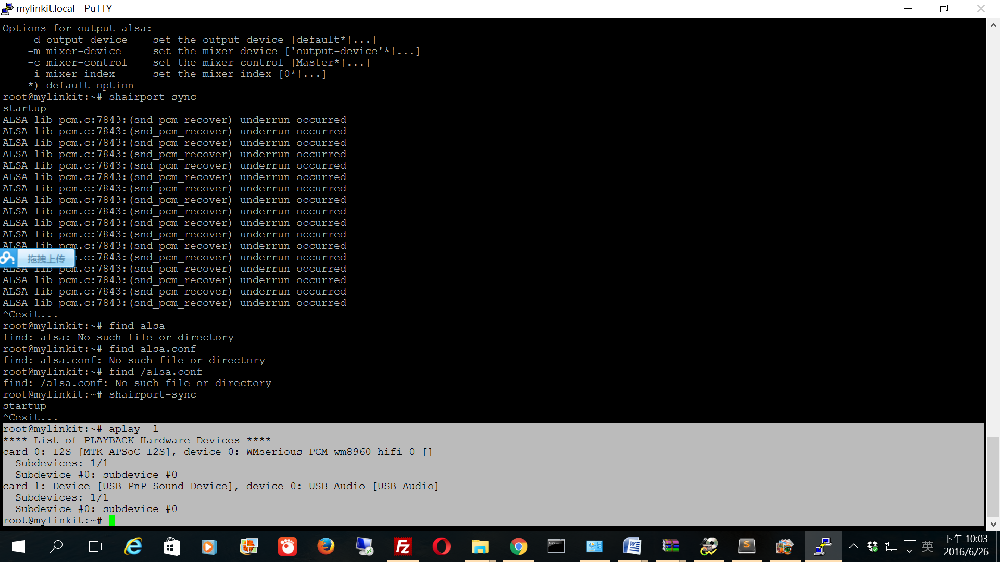 mylinkit.local - PuTTY
Options for output alsa:
    -d output-device    set the output device [default*|...]
    -m mixer-device     set the mixer device ['output-device'*|...]
    -c mixer-control    set the mixer control [Master*|...]
    -i mixer-index      set the mixer index [0*|...]
    *) default option
root@mylinkit:~# shairport-sync
startup
ALSA lib pcm.c:7843:(snd_pcm_recover) underrun occurred
ALSA lib pcm.c:7843:(snd_pcm_recover) underrun occurred
ALSA lib pcm.c:7843:(snd_pcm_recover) underrun occurred
ALSA lib pcm.c:7843:(snd_pcm_recover) underrun occurred
ALSA lib pcm.c:7843:(snd_pcm_recover) underrun occurred
ALSA lib pcm.c:7843:(snd_pcm_recover) underrun occurred
ALSA lib pcm.c:7843:(snd_pcm_recover) underrun occurred
ALSA lib pcm.c:7843:(snd_pcm_recover) underrun occurred
ALSA lib pcm.c:7843:(snd_pcm_recover) underrun occurred
ALSA lib pcm.c:7843:(snd_pcm_recover) underrun occurred
ALSA lib pcm.c:7843:(snd_pcm_recover) underrun occurred
ALSA lib pcm.c:7843:(snd_pcm_recover) underrun occurred
拖拽上传 m.c:7843:(snd_pcm_recover) underrun occurred
ALSA lib pcm.c:7843:(snd_pcm_recover) underrun occurred
ALSA lib pcm.c:7843:(snd_pcm_recover) underrun occurred
ALSA lib pcm.c:7843:(snd_pcm_recover) underrun occurred
ALSA lib pcm.c:7843:(snd_pcm_recover) underrun occurred
^Cexit...
root@mylinkit:~# find alsa
find: alsa: No such file or directory
root@mylinkit:~# find alsa.conf
find: alsa.conf: No such file or directory
root@mylinkit:~# find /alsa.conf
find: /alsa.conf: No such file or directory
root@mylinkit:~# shairport-sync
startup
^Cexit...
root@mylinkit:~# aplay -l
**** List of PLAYBACK Hardware Devices ****
card 0: I2S [MTK APSoC I2S], device 0: WMserious PCM wm8960-hifi-0 []
  Subdevices: 1/1
  Subdevice #0: subdevice #0
card 1: Device [USB PnP Sound Device], device 0: USB Audio [USB Audio]
  Subdevices: 1/1
  Subdevice #0: subdevice #0
root@mylinkit:~#
英
下午 10:03
2016/6/26